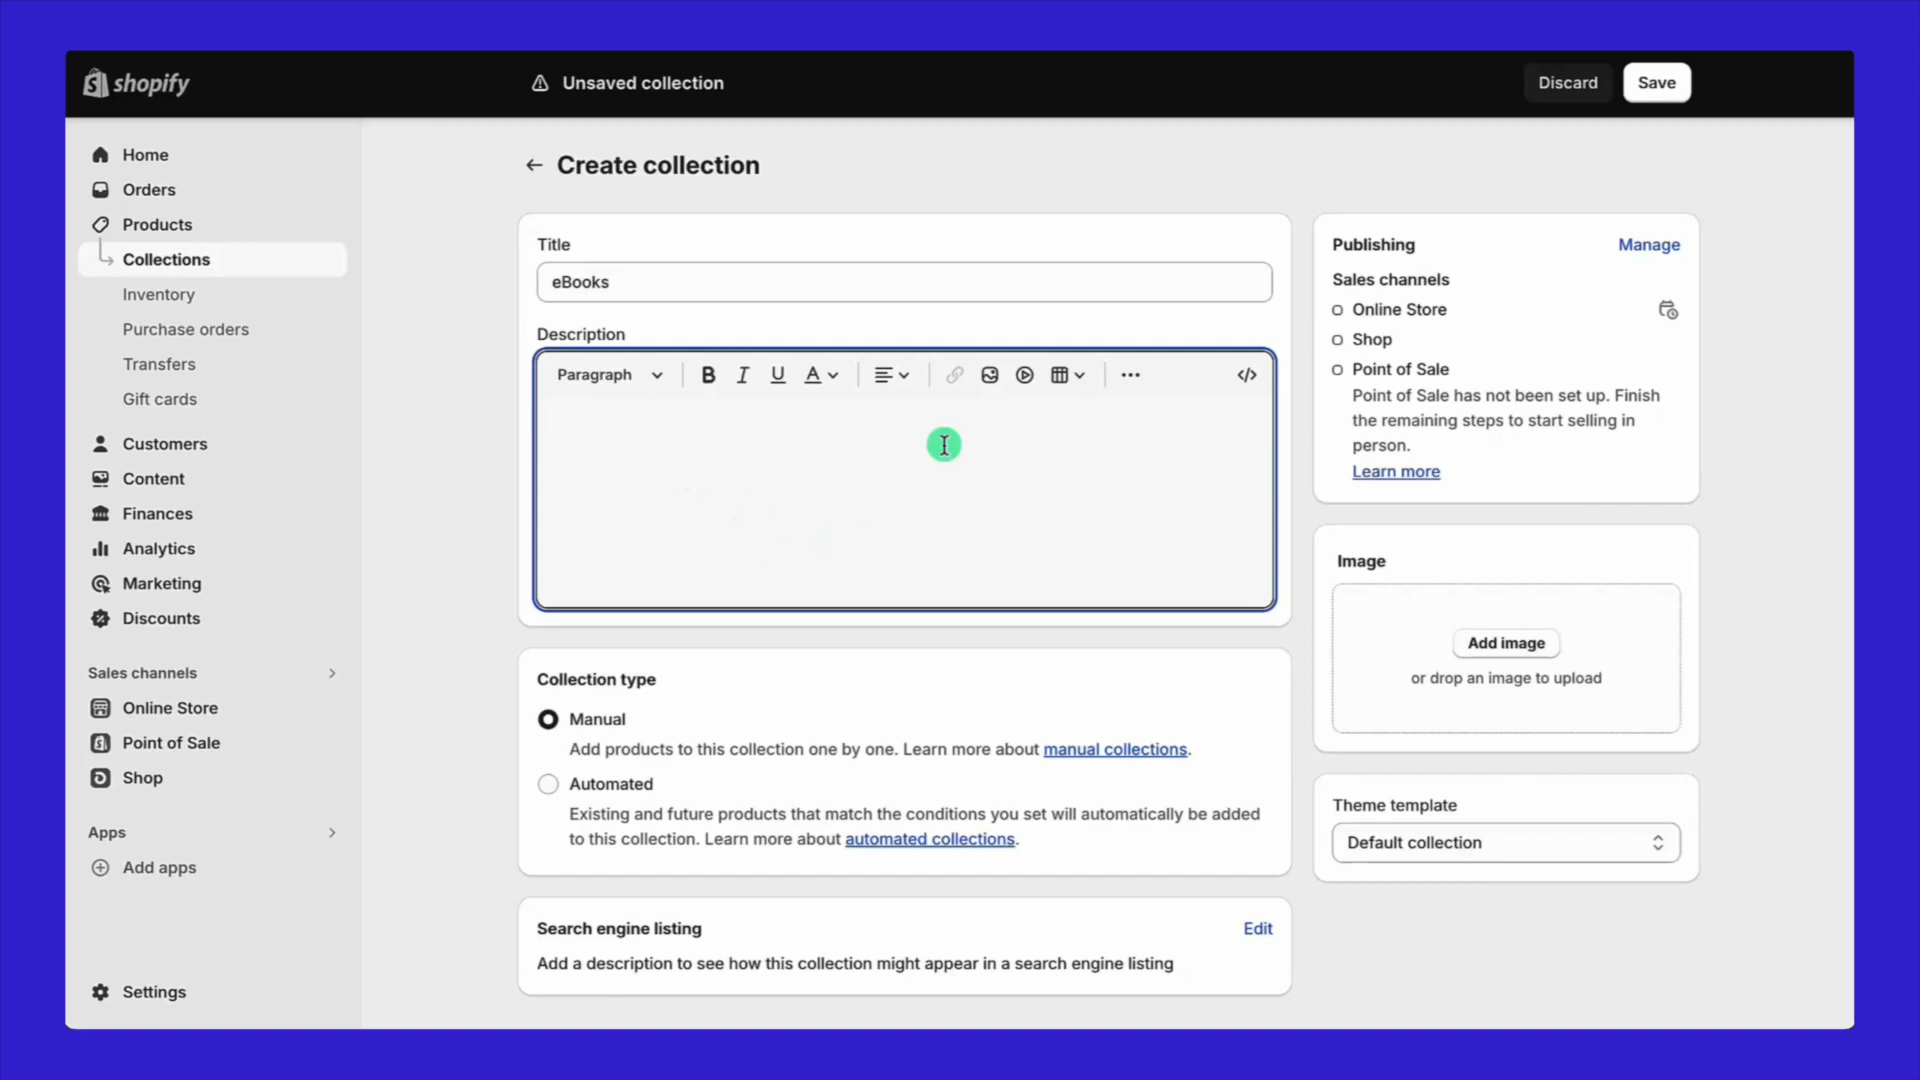 shopify
Unsaved collection
Discard
Save
Home
Orders
Products
Collections
Inventory
Purchase orders
Transfers
Gift cards
Customers
Content
Finances
Analytics
Marketing
Discounts
Sales channels
Online Store
Point of Sale
Shop
Apps
Add apps
Settings
Create collection
Title
eBooks
Description
Paragraph
B I U A
Collection type
Manual
Add products to this collection one by one. Learn more about manual collections.
Automated
Existing and future products that match the conditions you set will automatically be added
to this collection. Learn more about automated collections.
Search engine listing
Edit
Add a description to see how this collection might appear in a search engine listing
Publishing
Manage
Sales channels
Online Store
Shop
Point of Sale
Point of Sale has not been set up. Finish
the remaining steps to start selling in
person.
Learn more
Image
Add image
or drop an image to upload
Theme template
Default collection